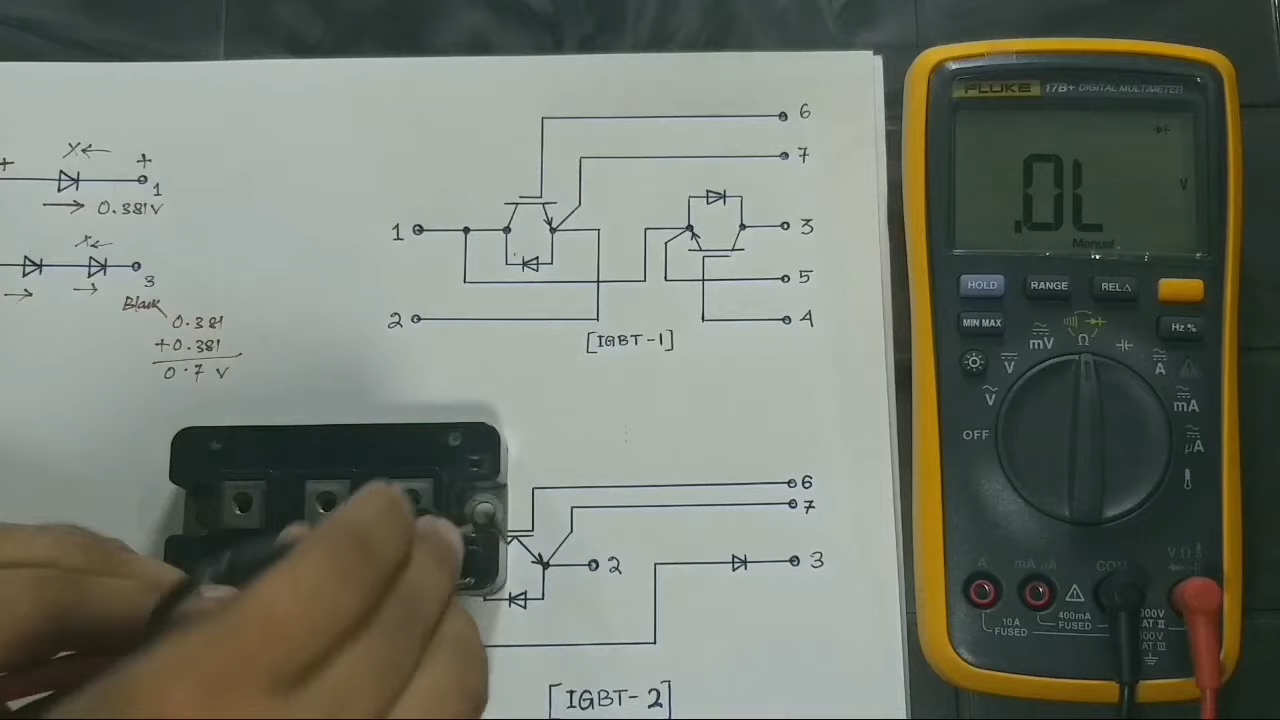 + X← +
1
→ 0.381V
X←
3
→ →
Black
0.381
+0.381
0.7 V
6
7
1
3
5
2
4
[IGBT-1]
6
7
2
3
[IGBT-2]
FLUKE 17B+ DIGITAL MULTIMETER
.OL
V
Manual
HOLD RANGE REL△
MIN MAX Hz %
mV Ω
V A
V mA
OFF μA
A mA μA COM V Ω
10A FUSED
400mA FUSED